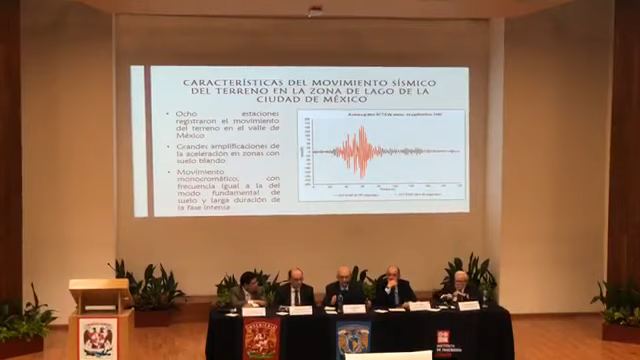 CARACTERÍSTICAS DEL MOVIMIENTO SÍSMICO
DEL TERRENO EN LA ZONA DE LAGO DE LA
CIUDAD DE MÉXICO
• Ocho estaciones
registraron el movimiento
del terreno en el valle de
México
• Grandes amplificaciones de
la aceleración en zonas con
suelo blando
• Movimiento
monocromático, con
frecuencia igual a la del
modo fundamental de
suelo y larga duración de
la fase intensa
INGENIERÍA